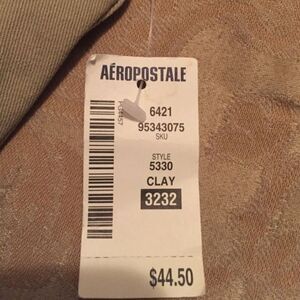 AÉROPOSTALE
6421
95343075
SKU
STYLE
5330
CLAY
3232
$44.50